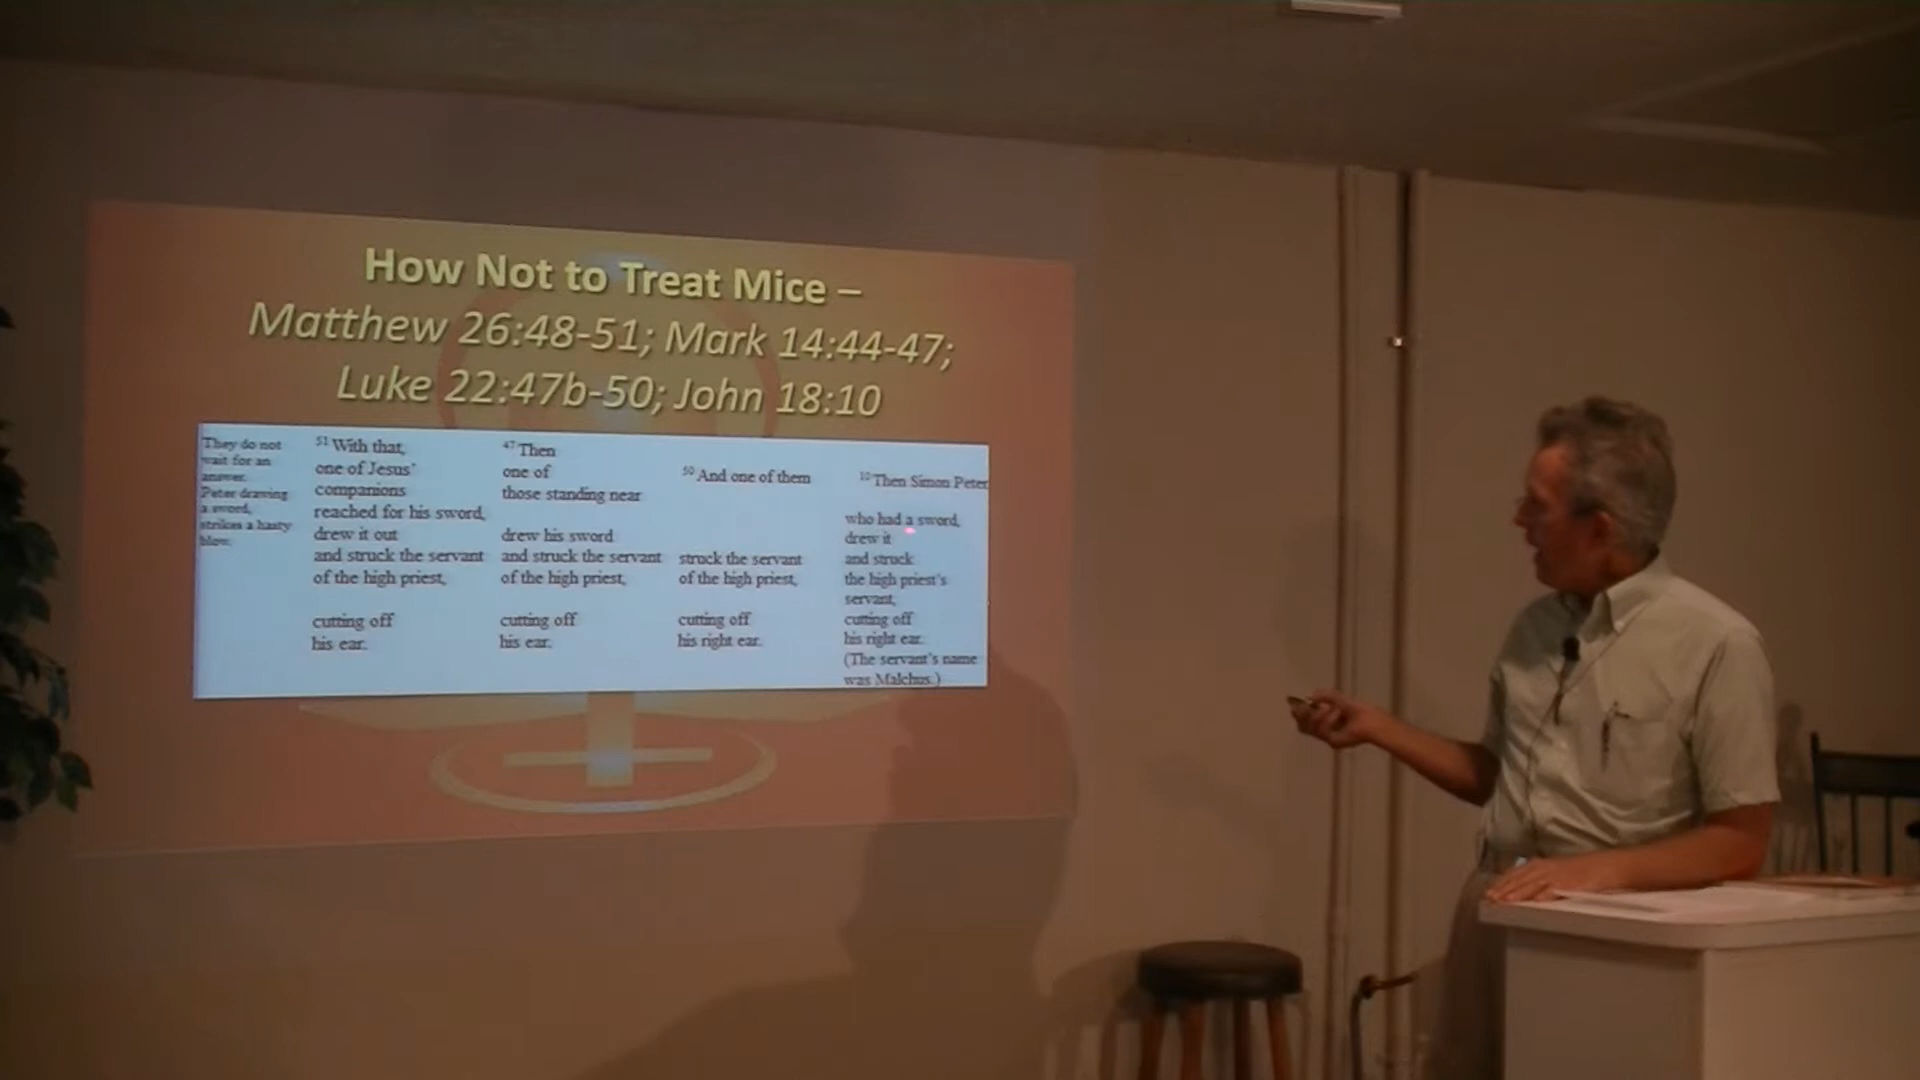 How Not to Treat Mice –
Matthew 26:48-51; Mark 14:44-47;
Luke 22:47b-50; John 18:10
They do not
wait for an
answer.
Peter drawing
a sword,
strikes a hasty
blow.
51 With that,
one of Jesus'
companions
reached for his sword,
drew it out
and struck the servant
of the high priest,
cutting off
his ear.
47 Then
one of
those standing near
drew his sword
and struck the servant
of the high priest,
cutting off
his ear.
50 And one of them
struck the servant
of the high priest,
cutting off
his right ear.
10 Then Simon Peter
who had a sword,
drew it
and struck
the high priest's
servant,
cutting off
his right ear.
(The servant's name
was Malchus.)